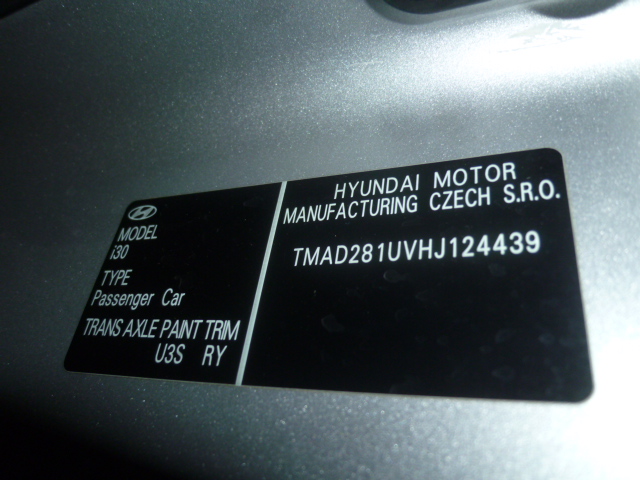 MODEL
i30
TYPE
Passenger Car
TRANS AXLE PAINT TRIM
U3S RY
HYUNDAI MOTOR
MANUFACTURING CZECH S.R.O.
TMAD281UVHJ124439